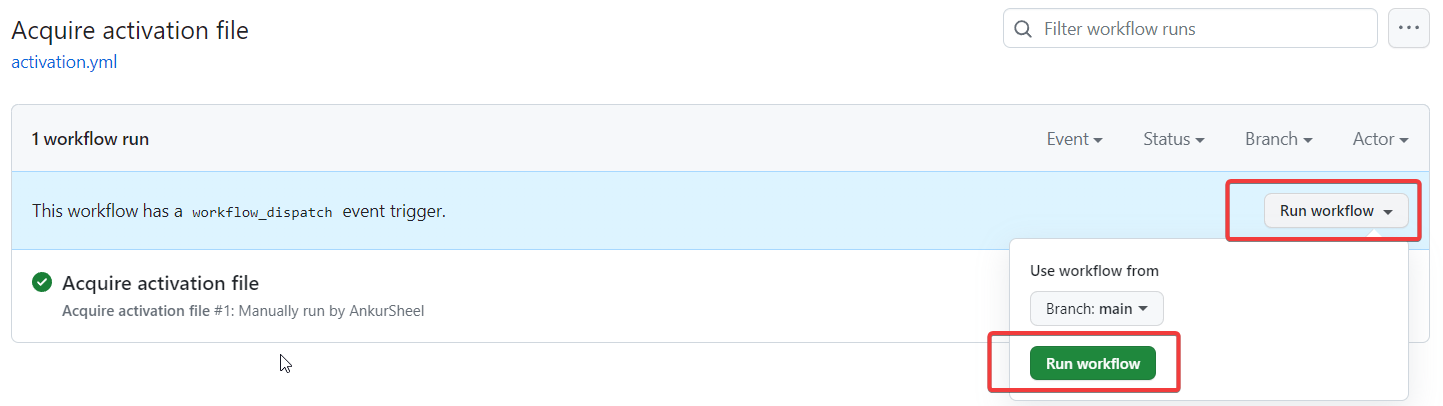 Acquire activation file
Filter workflow runs
...
activation.yml
1 workflow run
Event
Status
Branch
Actor
This workflow has a workflow_dispatch event trigger.
Run workflow
Use workflow from
Branch: main
Run workflow
Acquire activation file
Acquire activation file #1: Manually run by AnkurSheel